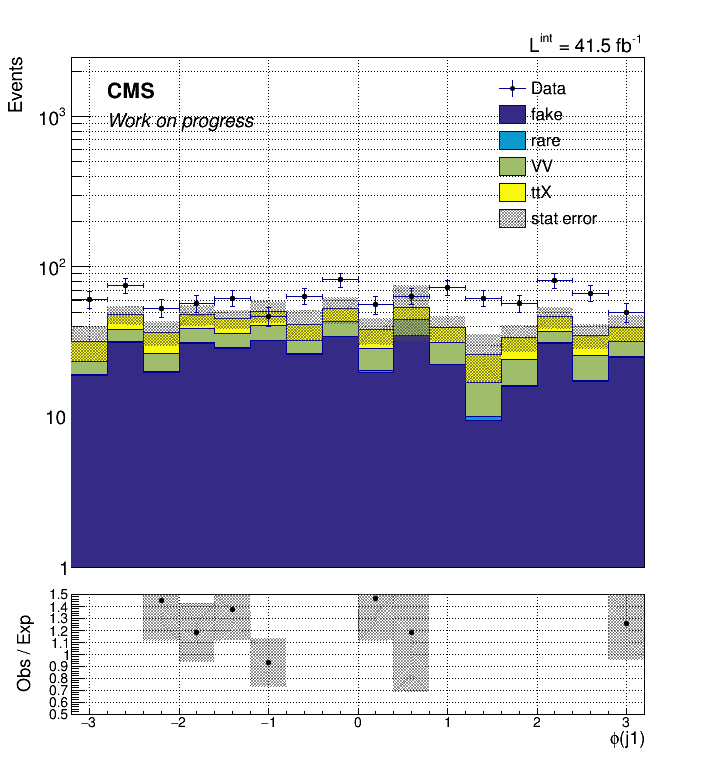 L^int = 41.5 fb^-1
Events
CMS
Work on progress
Data
fake
rare
VV
ttX
stat error
10^3
10^2
10
1
Obs / Exp
1.5
1.4
1.3
1.2
1.1
1
0.9
0.8
0.7
0.6
0.5
−3 −2 −1 0 1 2 3
ϕ(j1)